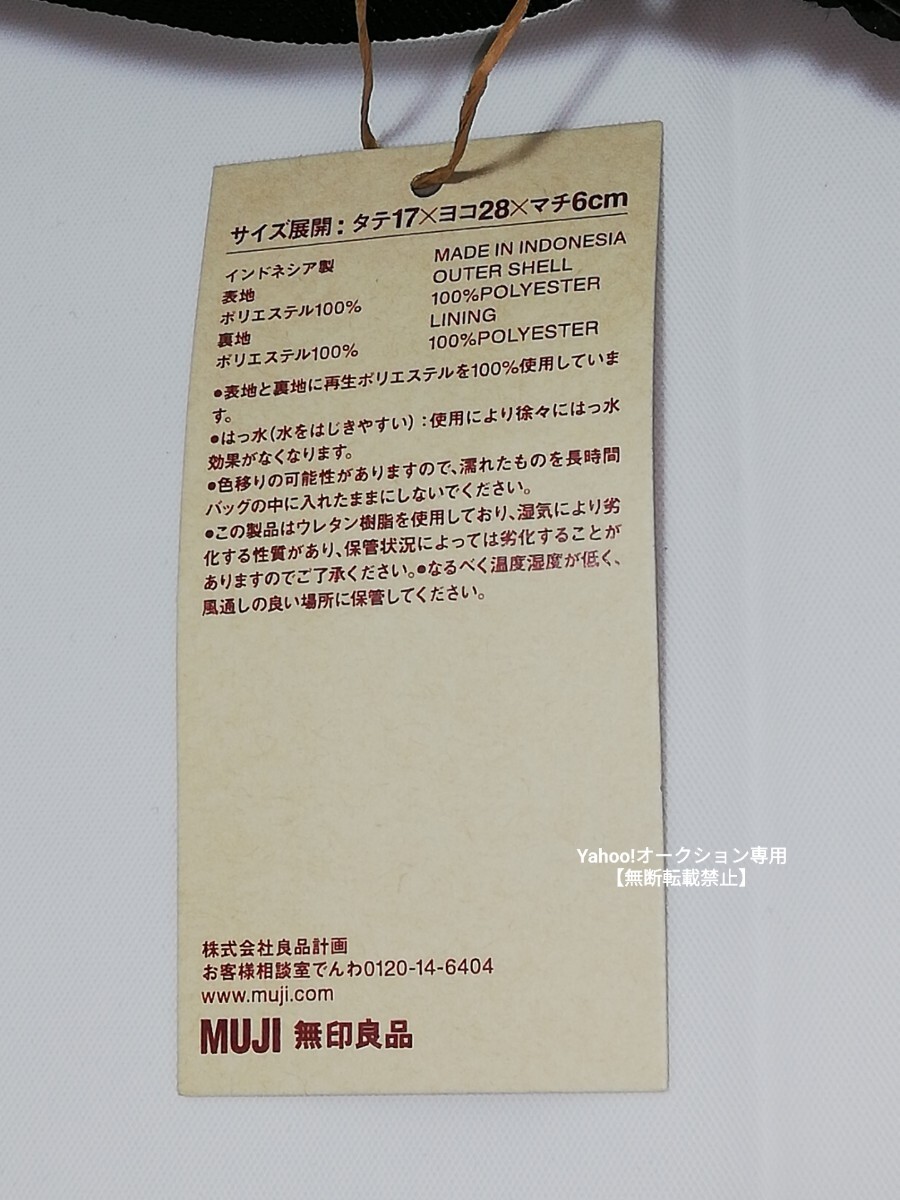 サイズ展開：タテ17×ヨコ28×マチ6cm
インドネシア製
表地
ポリエステル100%
裏地
ポリエステル100%
MADE IN INDONESIA
OUTER SHELL
100%POLYESTER
LINING
100%POLYESTER
●表地と裏地に再生ポリエステルを100%使用していま
す。
●はっ水(水をはじきやすい)：使用により徐々にはっ水
効果がなくなります。
●色移りの可能性がありますので、濡れたものを長時間
バッグの中に入れたままにしないでください。
●この製品はウレタン樹脂を使用しており、湿気により劣
化する性質があり、保管状況によっては劣化することが
ありますのでご了承ください。●なるべく温度湿度が低く、
風通しの良い場所に保管してください。
Yahoo!オークション専用
【無断転載禁止】
株式会社良品計画
お客様相談室でんわ0120-14-6404
www.muji.com
MUJI 無印良品